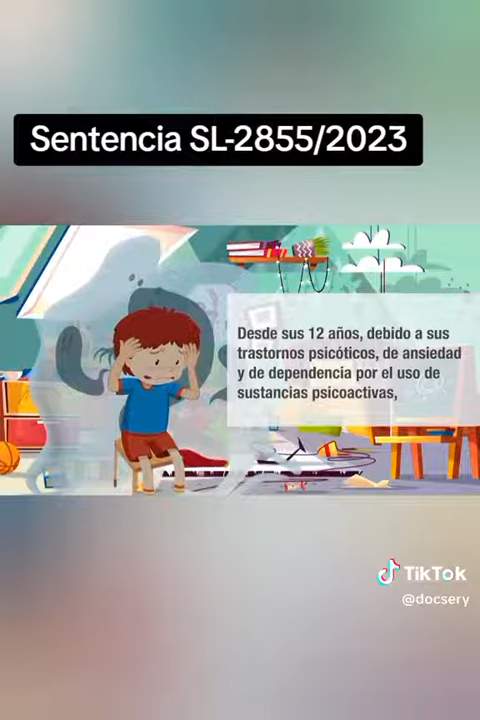 Sentencia SL-2855/2023
Desde sus 12 años, debido a sus
trastornos psicóticos, de ansiedad
y de dependencia por el uso de
sustancias psicoactivas,
TikTok
@docsery